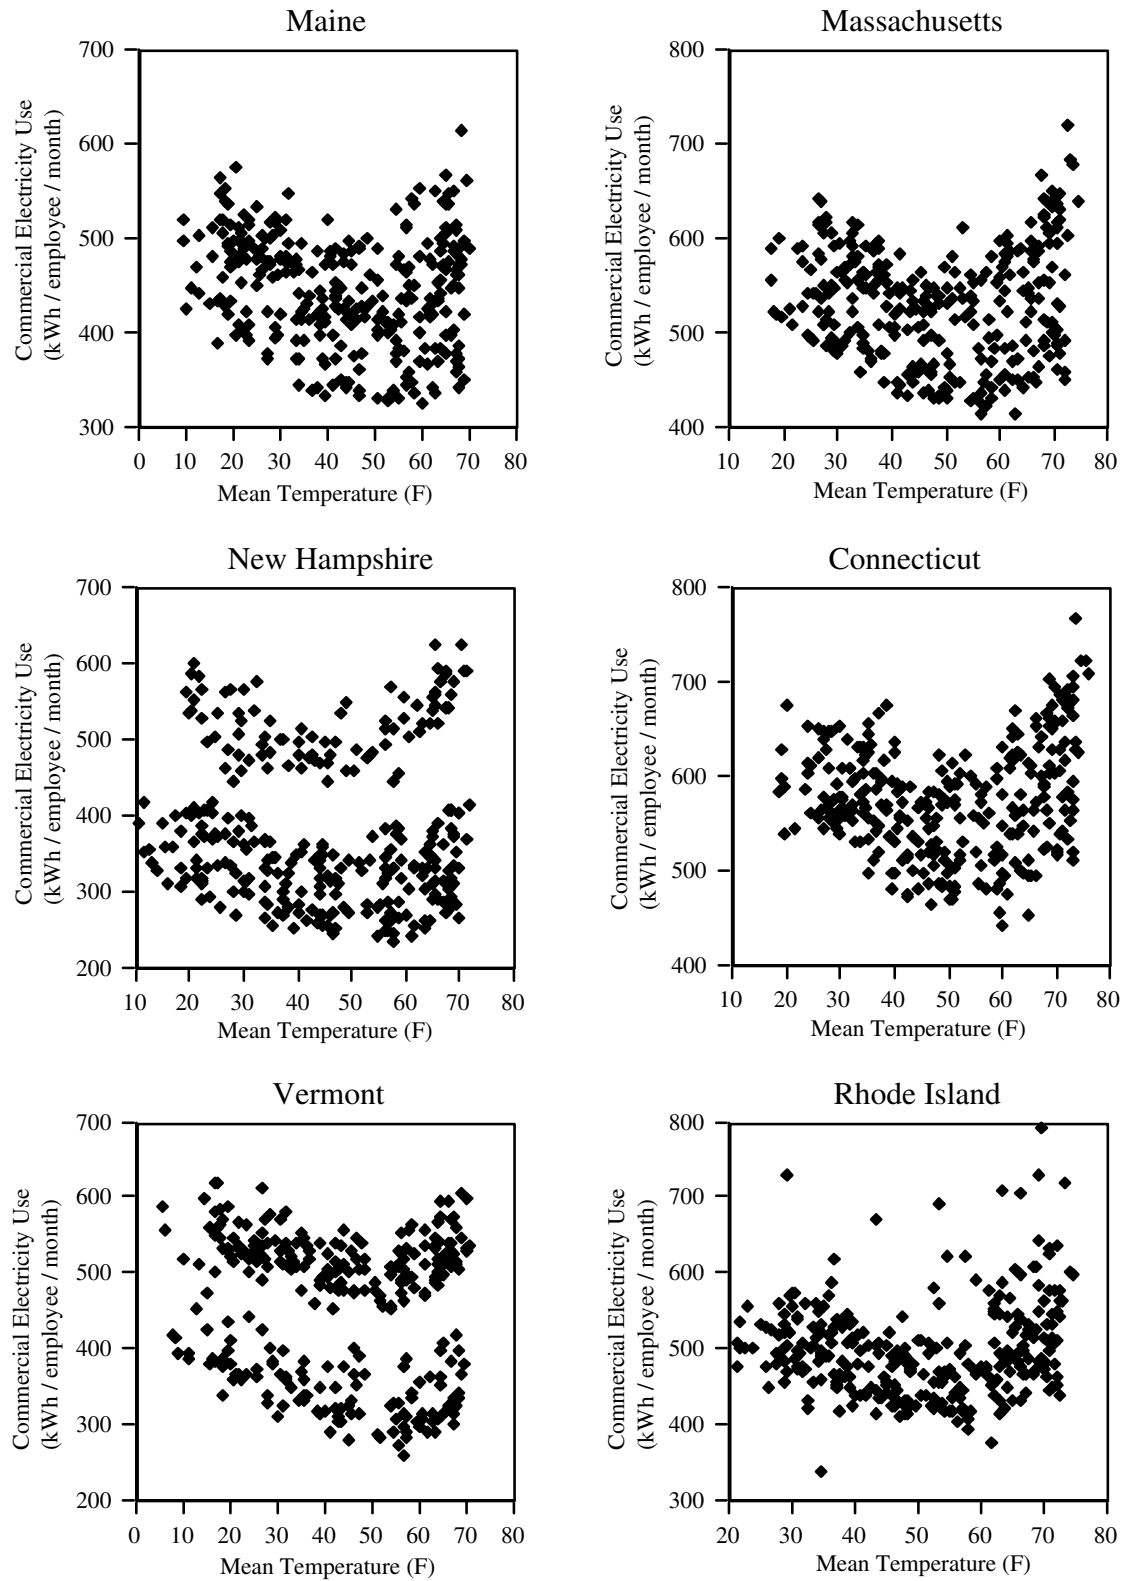 Maine
Commercial Electricity Use
(kWh / employee / month)
700
600
500
400
300
0 10 20 30 40 50 60 70 80
Mean Temperature (F)
Massachusetts
Commercial Electricity Use
(kWh / employee / month)
800
700
600
500
400
10 20 30 40 50 60 70 80
Mean Temperature (F)
New Hampshire
Commercial Electricity Use
(kWh / employee / month)
700
600
500
400
300
200
10 20 30 40 50 60 70 80
Mean Temperature (F)
Connecticut
Commercial Electricity Use
(kWh / employee / month)
800
700
600
500
400
10 20 30 40 50 60 70 80
Mean Temperature (F)
Vermont
Commercial Electricity Use
(kWh / employee / month)
700
600
500
400
300
200
0 10 20 30 40 50 60 70 80
Mean Temperature (F)
Rhode Island
Commercial Electricity Use
(kWh / employee / month)
800
700
600
500
400
300
20 30 40 50 60 70 80
Mean Temperature (F)